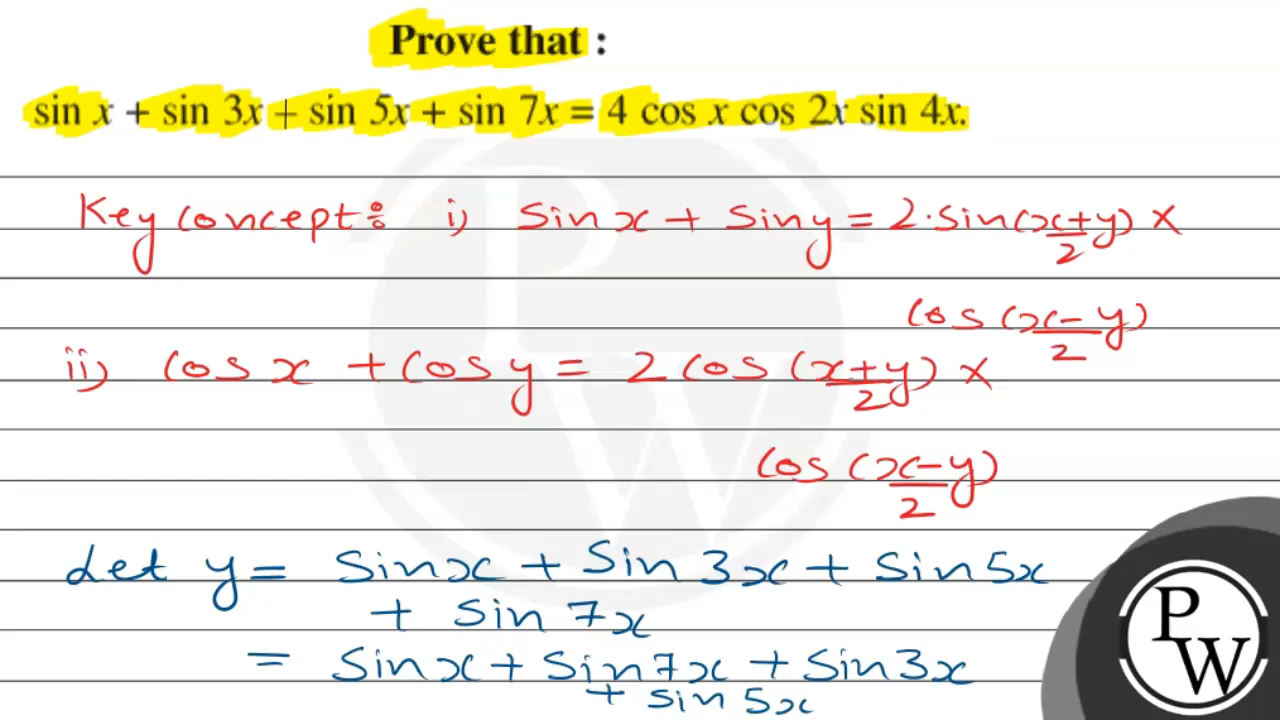 Prove that :
sin x + sin 3x + sin 5x + sin 7x = 4 cos x cos 2x sin 4x.
Key concept : i) sin x + sin y = 2 · sin (x+y)/2 ×
cos (x-y)/2
ii) cos x + cos y = 2 cos (x+y)/2 ×
cos (x-y)/2
Let y = sin x + sin 3x + sin 5x
+ sin 7x
= sin x + sin 7x + sin 3x
+ sin 5x
P
W